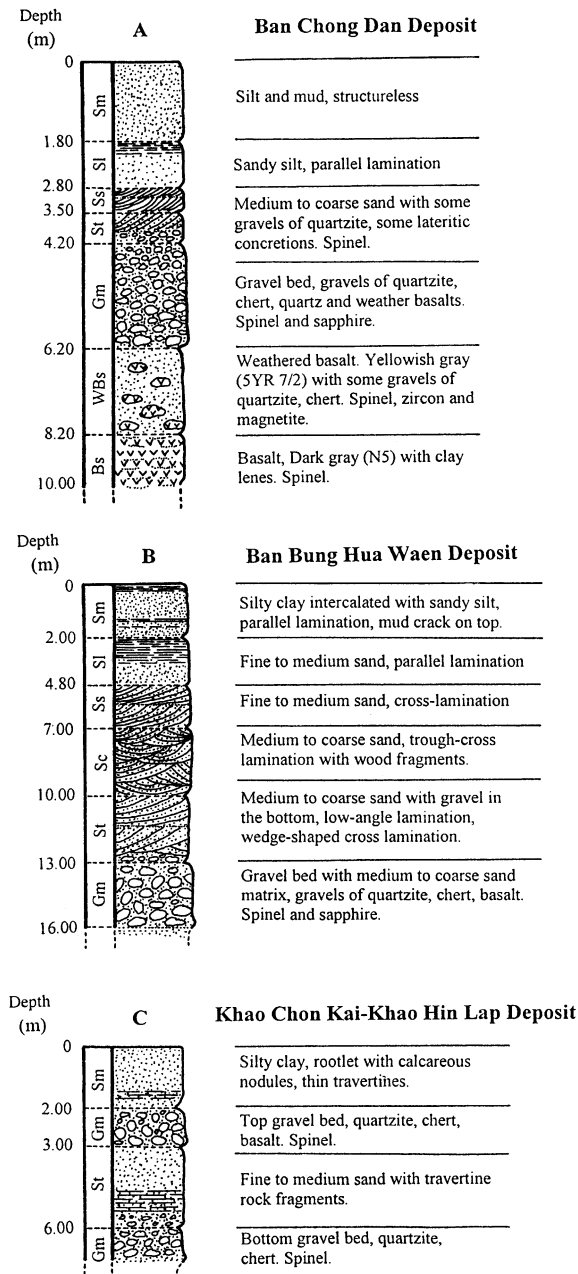 Depth
(m)
A
Ban Chong Dan Deposit
0
Sm
Silt and mud, structureless
1.80
Sl
Sandy silt, parallel lamination
2.80
Ss
Medium to coarse sand with some
3.50
gravels of quartzite, some lateritic
St
concretions. Spinel.
4.20
Gm
Gravel bed, gravels of quartzite,
chert, quartz and weather basalts.
Spinel and sapphire.
6.20
WBs
Weathered basalt. Yellowish gray
(5YR 7/2) with some gravels of
quartzite, chert. Spinel, zircon and
magnetite.
8.20
Bs
Basalt, Dark gray (N5) with clay
lenes. Spinel.
10.00
Depth
(m)
B
Ban Bung Hua Waen Deposit
0
Sm
Silty clay intercalated with sandy silt,
parallel lamination, mud crack on top.
2.00
Sl
Fine to medium sand, parallel lamination
4.80
Ss
Fine to medium sand, cross-lamination
7.00
Sc
Medium to coarse sand, trough-cross
lamination with wood fragments.
10.00
St
Medium to coarse sand with gravel in
the bottom, low-angle lamination,
wedge-shaped cross lamination.
13.00
Gm
Gravel bed with medium to coarse sand
matrix, gravels of quartzite, chert, basalt.
Spinel and sapphire.
16.00
Depth
(m)
C
Khao Chon Kai-Khao Hin Lap Deposit
0
Sm
Silty clay, rootlet with calcareous
nodules, thin travertines.
2.00
Gm
Top gravel bed, quartzite, chert,
basalt. Spinel.
3.00
St
Fine to medium sand with travertine
rock fragments.
6.00
Gm
Bottom gravel bed, quartzite,
chert. Spinel.